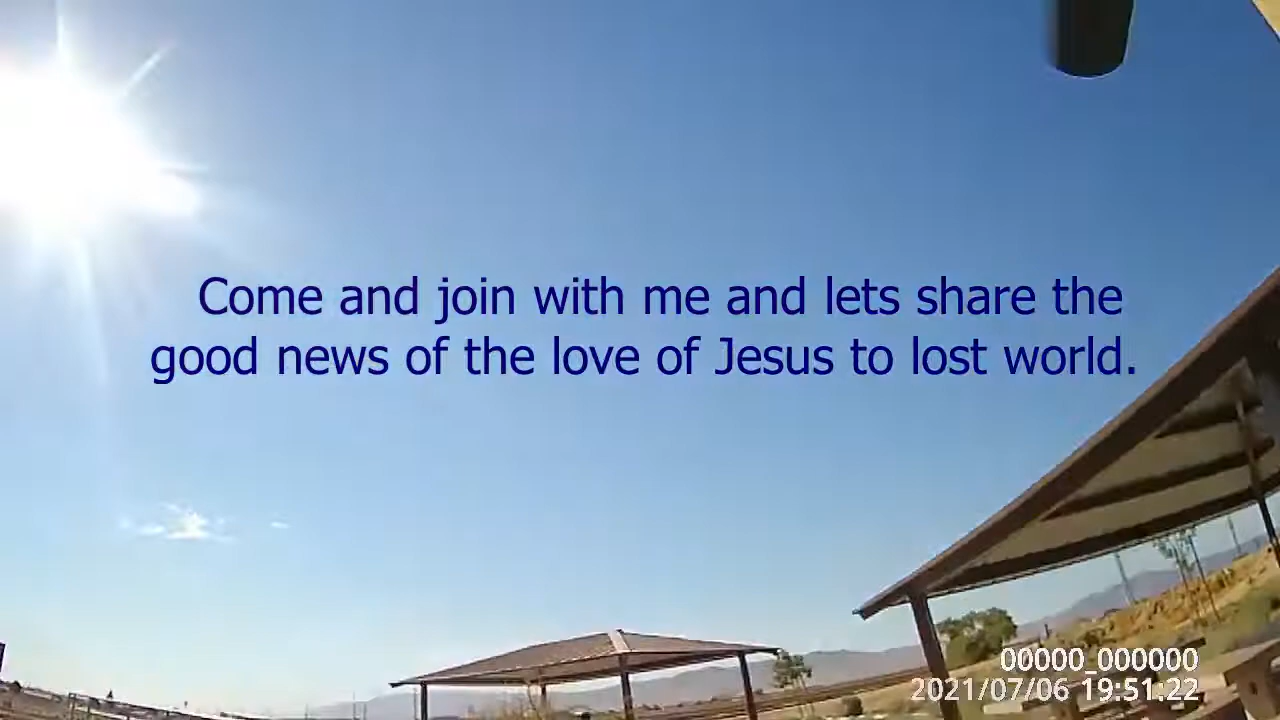 Come and join with me and lets share the
good news of the love of Jesus to lost world.
00000_000000
2021/07/06 19:51:22